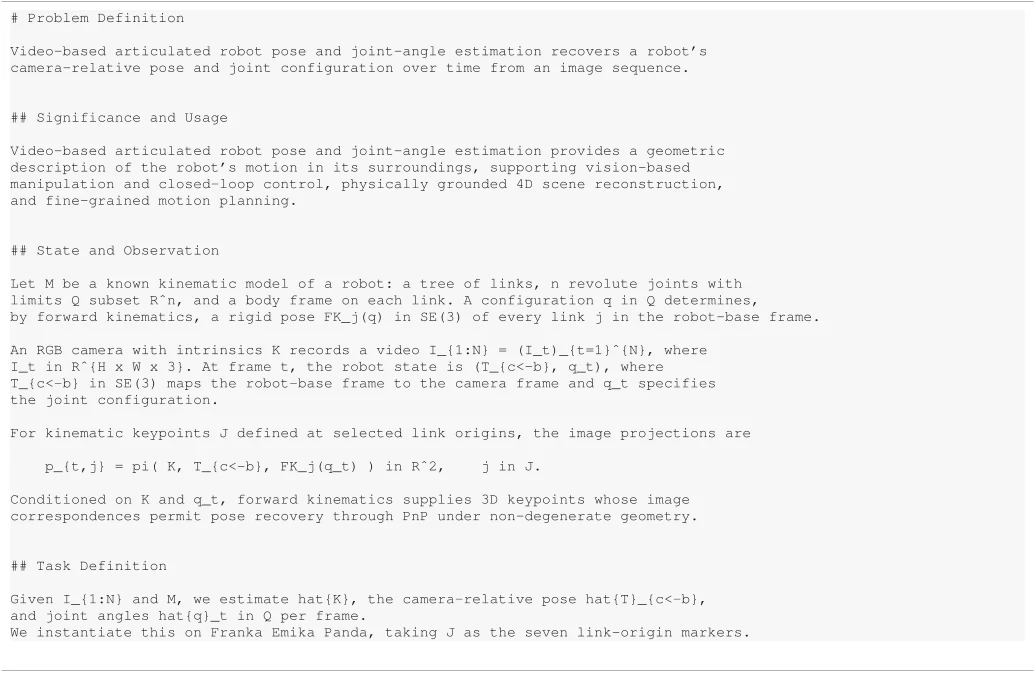 # Problem Definition
Video-based articulated robot pose and joint-angle estimation recovers a robot’s
camera-relative pose and joint configuration over time from an image sequence.
## Significance and Usage
Video-based articulated robot pose and joint-angle estimation provides a geometric
description of the robot’s motion in its surroundings, supporting vision-based
manipulation and closed-loop control, physically grounded 4D scene reconstruction,
and fine-grained motion planning.
## State and Observation
Let M be a known kinematic model of a robot: a tree of links, n revolute joints with
limits Q subset R^n, and a body frame on each link. A configuration q in Q determines,
by forward kinematics, a rigid pose FK_j(q) in SE(3) of every link j in the robot-base frame.
An RGB camera with intrinsics K records a video I_{1:N} = (I_t)_{t=1}^{N}, where
I_t in R^{H x W x 3}. At frame t, the robot state is (T_{c<-b}, q_t), where
T_{c<-b} in SE(3) maps the robot-base frame to the camera frame and q_t specifies
the joint configuration.
For kinematic keypoints J defined at selected link origins, the image projections are
p_{t,j} = pi( K, T_{c<-b}, FK_j(q_t) ) in R^2,    j in J.
Conditioned on K and q_t, forward kinematics supplies 3D keypoints whose image
correspondences permit pose recovery through PnP under non-degenerate geometry.
## Task Definition
Given I_{1:N} and M, we estimate hat{K}, the camera-relative pose hat{T}_{c<-b},
and joint angles hat{q}_t in Q per frame.
We instantiate this on Franka Emika Panda, taking J as the seven link-origin markers.